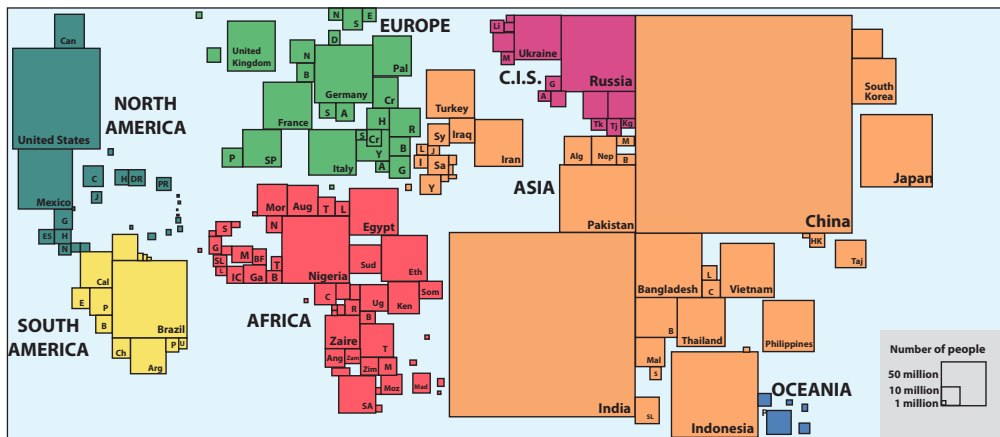 EUROPE
NORTH
AMERICA
SOUTH
AMERICA
AFRICA
C.I.S.
ASIA
OCEANIA
Can
United States
Mexico
C
H
DR
PR
J
G
ES
H
N
Cal
E
P
B
Brazil
Ch
Arg
P
U
N
S
E
D
United
Kingdom
N
B
Germany
Pal
Cr
France
S
A
H
R
P
SP
Italy
S
Cr
Y
B
A
G
Turkey
Sy
Iraq
Iran
L
J
I
Sa
Y
Li
Ukraine
M
Russia
G
A
Tk
Tj
Kg
Alg
Nep
M
B
Pakistan
China
South
Korea
Japan
HK
Taj
India
Bangladesh
L
C
Vietnam
B
Thailand
Philippines
Mal
S
SL
Indonesia
P
Mor
Aug
T
L
Egypt
N
S
G
SL
L
M
BF
IC
Ga
T
B
Nigeria
Sud
Eth
Som
C
R
B
Ug
Ken
Zaire
Ang
Zam
T
Zim
M
Moz
Mad
SA
Number of people
50 million
10 million
1 million